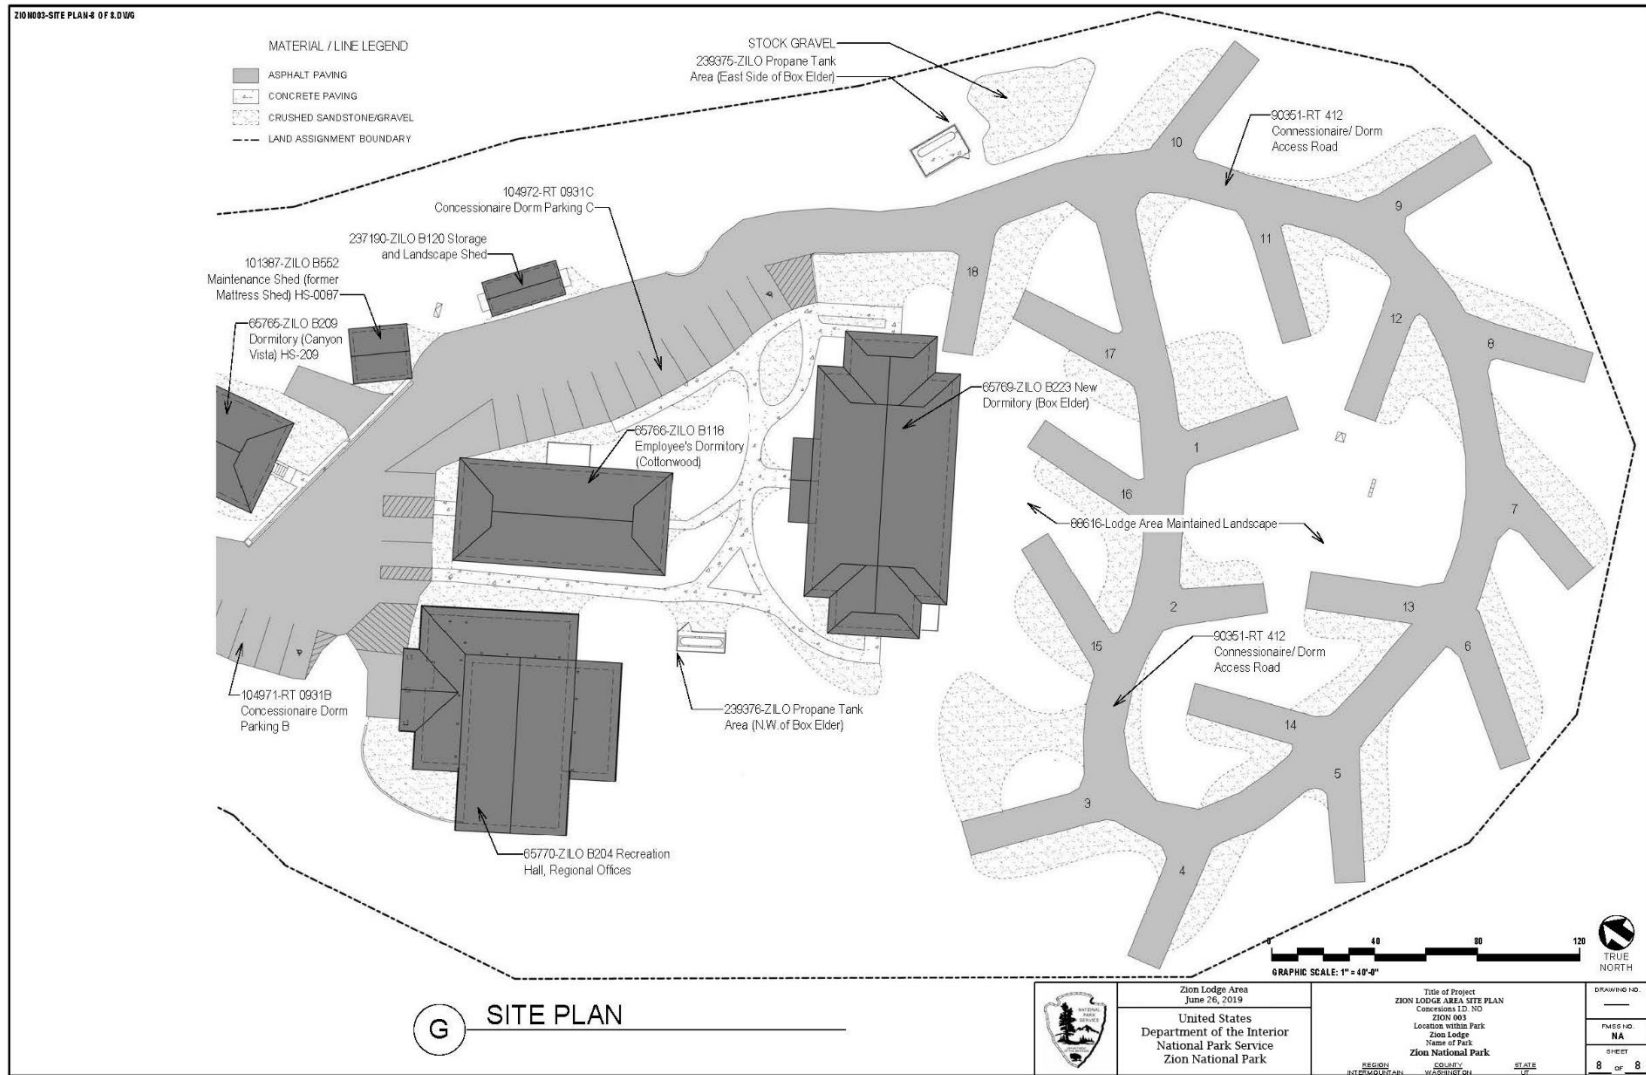 ZION003-SITE PLAN-8 OF 8.DWG
MATERIAL / LINE LEGEND
ASPHALT PAVING
CONCRETE PAVING
CRUSHED SANDSTONE/GRAVEL
LAND ASSIGNMENT BOUNDARY
STOCK GRAVEL
239375-ZILO Propane Tank
Area (East Side of Box Elder)
90351-RT 412
Connessionaire/ Dorm
Access Road
104972-RT 0931C
Concessionaire Dorm Parking C
237190-ZILO B120 Storage
and Landscape Shed
101387-ZILO B552
Maintenance Shed (former
Mattress Shed) HS-0087
65765-ZILO B209
Dormitory (Canyon
Vista) HS-209
65769-ZILO B223 New
Dormitory (Box Elder)
65766-ZILO B118
Employee's Dormitory
(Cottonwood)
88616-Lodge Area Maintained Landscape
90351-RT 412
Connessionaire/ Dorm
Access Road
104971-RT 0931B
Concessionaire Dorm
Parking B
239376-ZILO Propane Tank
Area (N.W. of Box Elder)
65770-ZILO B204 Recreation
Hall, Regional Offices
10
9
11
18
12
8
17
1
16
7
2
13
15
6
14
5
3
4
0
40
80
120
GRAPHIC SCALE: 1" = 40'-0"
TRUE
NORTH
G
SITE PLAN
NATIONAL
PARK
SERVICE
Zion Lodge Area
June 26, 2019
United States
Department of the Interior
National Park Service
Zion National Park
Title of Project
ZION LODGE AREA SITE PLAN
Concesions I.D. NO
ZION 003
Location within Park
Zion Lodge
Name of Park
Zion National Park
REGION
INTERMOUNTAIN
COUNTY
WASHINGTON
STATE
UT
DRAWING NO.
PMSS NO.
NA
SHEET
8 OF 8